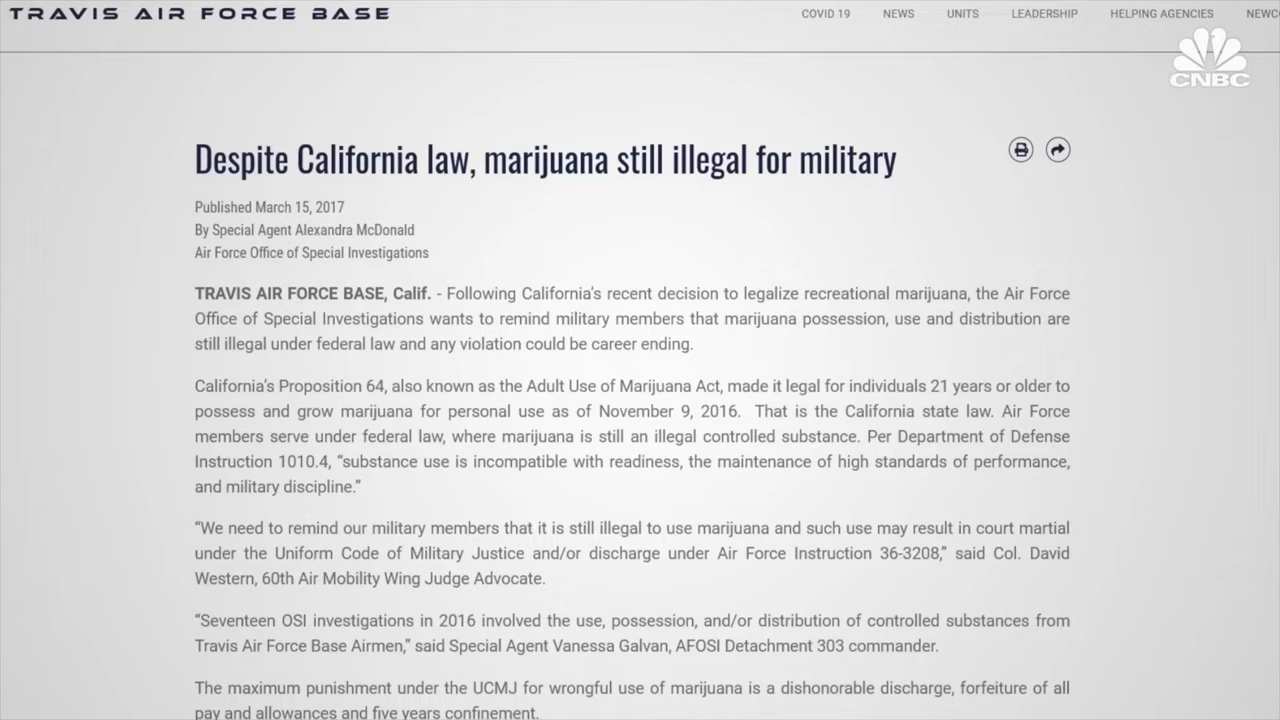 TRAVIS AIR FORCE BASE
COVID 19 NEWS UNITS LEADERSHIP HELPING AGENCIES NEWC
CNBC
Despite California law, marijuana still illegal for military
Published March 15, 2017
By Special Agent Alexandra McDonald
Air Force Office of Special Investigations
TRAVIS AIR FORCE BASE, Calif. - Following California’s recent decision to legalize recreational marijuana, the Air Force
Office of Special Investigations wants to remind military members that marijuana possession, use and distribution are
still illegal under federal law and any violation could be career ending.
California’s Proposition 64, also known as the Adult Use of Marijuana Act, made it legal for individuals 21 years or older to
possess and grow marijuana for personal use as of November 9, 2016.  That is the California state law. Air Force
members serve under federal law, where marijuana is still an illegal controlled substance. Per Department of Defense
Instruction 1010.4, “substance use is incompatible with readiness, the maintenance of high standards of performance,
and military discipline.”
“We need to remind our military members that it is still illegal to use marijuana and such use may result in court martial
under the Uniform Code of Military Justice and/or discharge under Air Force Instruction 36-3208,” said Col. David
Western, 60th Air Mobility Wing Judge Advocate.
“Seventeen OSI investigations in 2016 involved the use, possession, and/or distribution of controlled substances from
Travis Air Force Base Airmen,” said Special Agent Vanessa Galvan, AFOSI Detachment 303 commander.
The maximum punishment under the UCMJ for wrongful use of marijuana is a dishonorable discharge, forfeiture of all
pay and allowances and five years confinement.